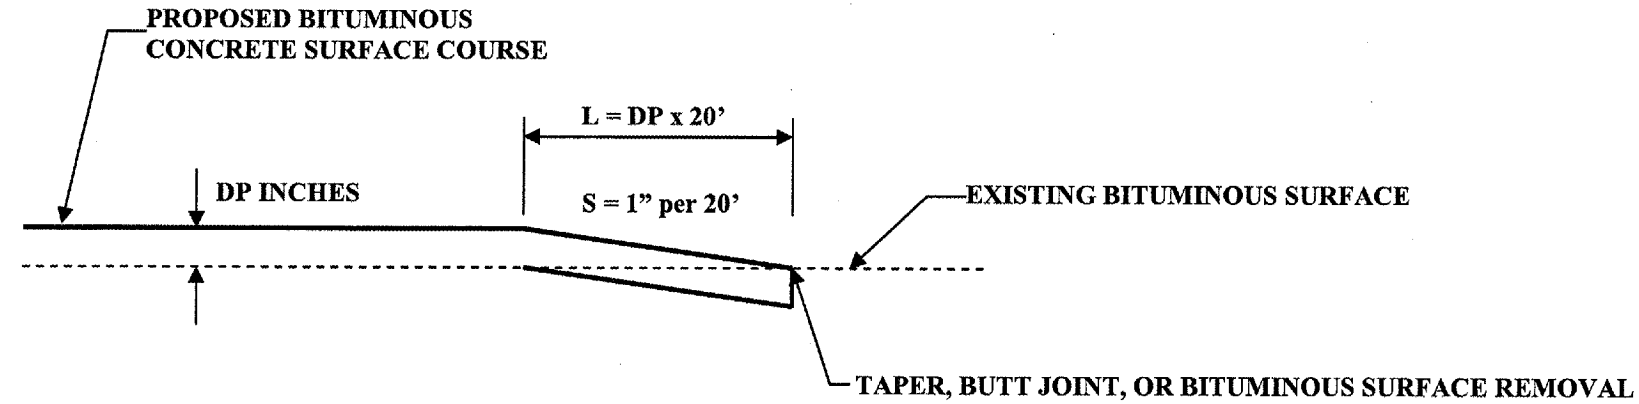 PROPOSED BITUMINOUS
CONCRETE SURFACE COURSE
L = DP x 20’
DP INCHES
S = 1” per 20’
EXISTING BITUMINOUS SURFACE
TAPER, BUTT JOINT, OR BITUMINOUS SURFACE REMOVAL